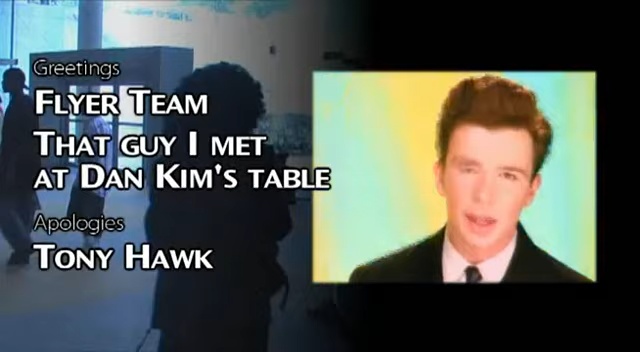 Greetings
FLYER TEAM
THAT GUY I MET
AT DAN KIM'S TABLE
Apologies
TONY HAWK